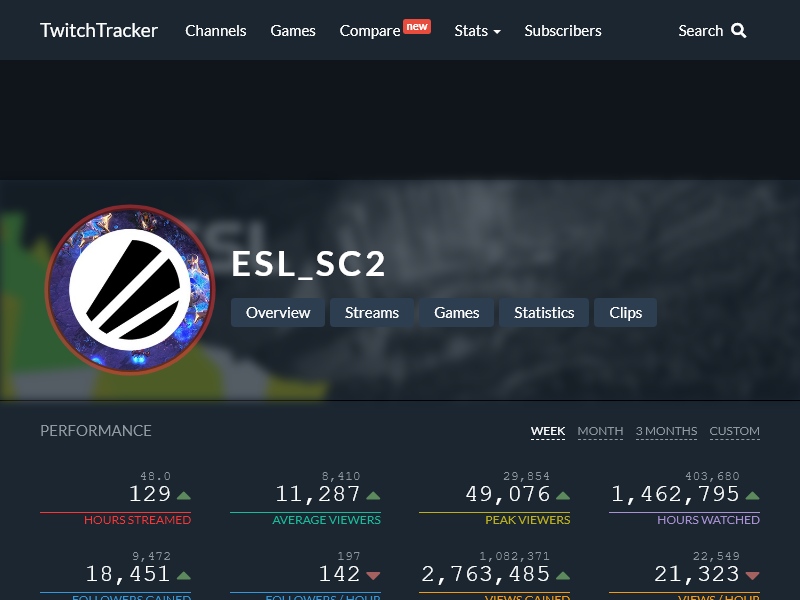 TwitchTracker Channels Games Compare new Stats Subscribers Search
ESL
ESL_SC2
Overview Streams Games Statistics Clips
PERFORMANCE WEEK MONTH 3 MONTHS CUSTOM
48.0 8,410 29,854 403,680
129 11,287 49,076 1,462,795
HOURS STREAMED AVERAGE VIEWERS PEAK VIEWERS HOURS WATCHED
9,472 197 1,082,371 22,549
18,451 142 2,763,485 21,323
FOLLOWERS GAINED FOLLOWERS / HOUR VIEWS GAINED VIEWS / HOUR